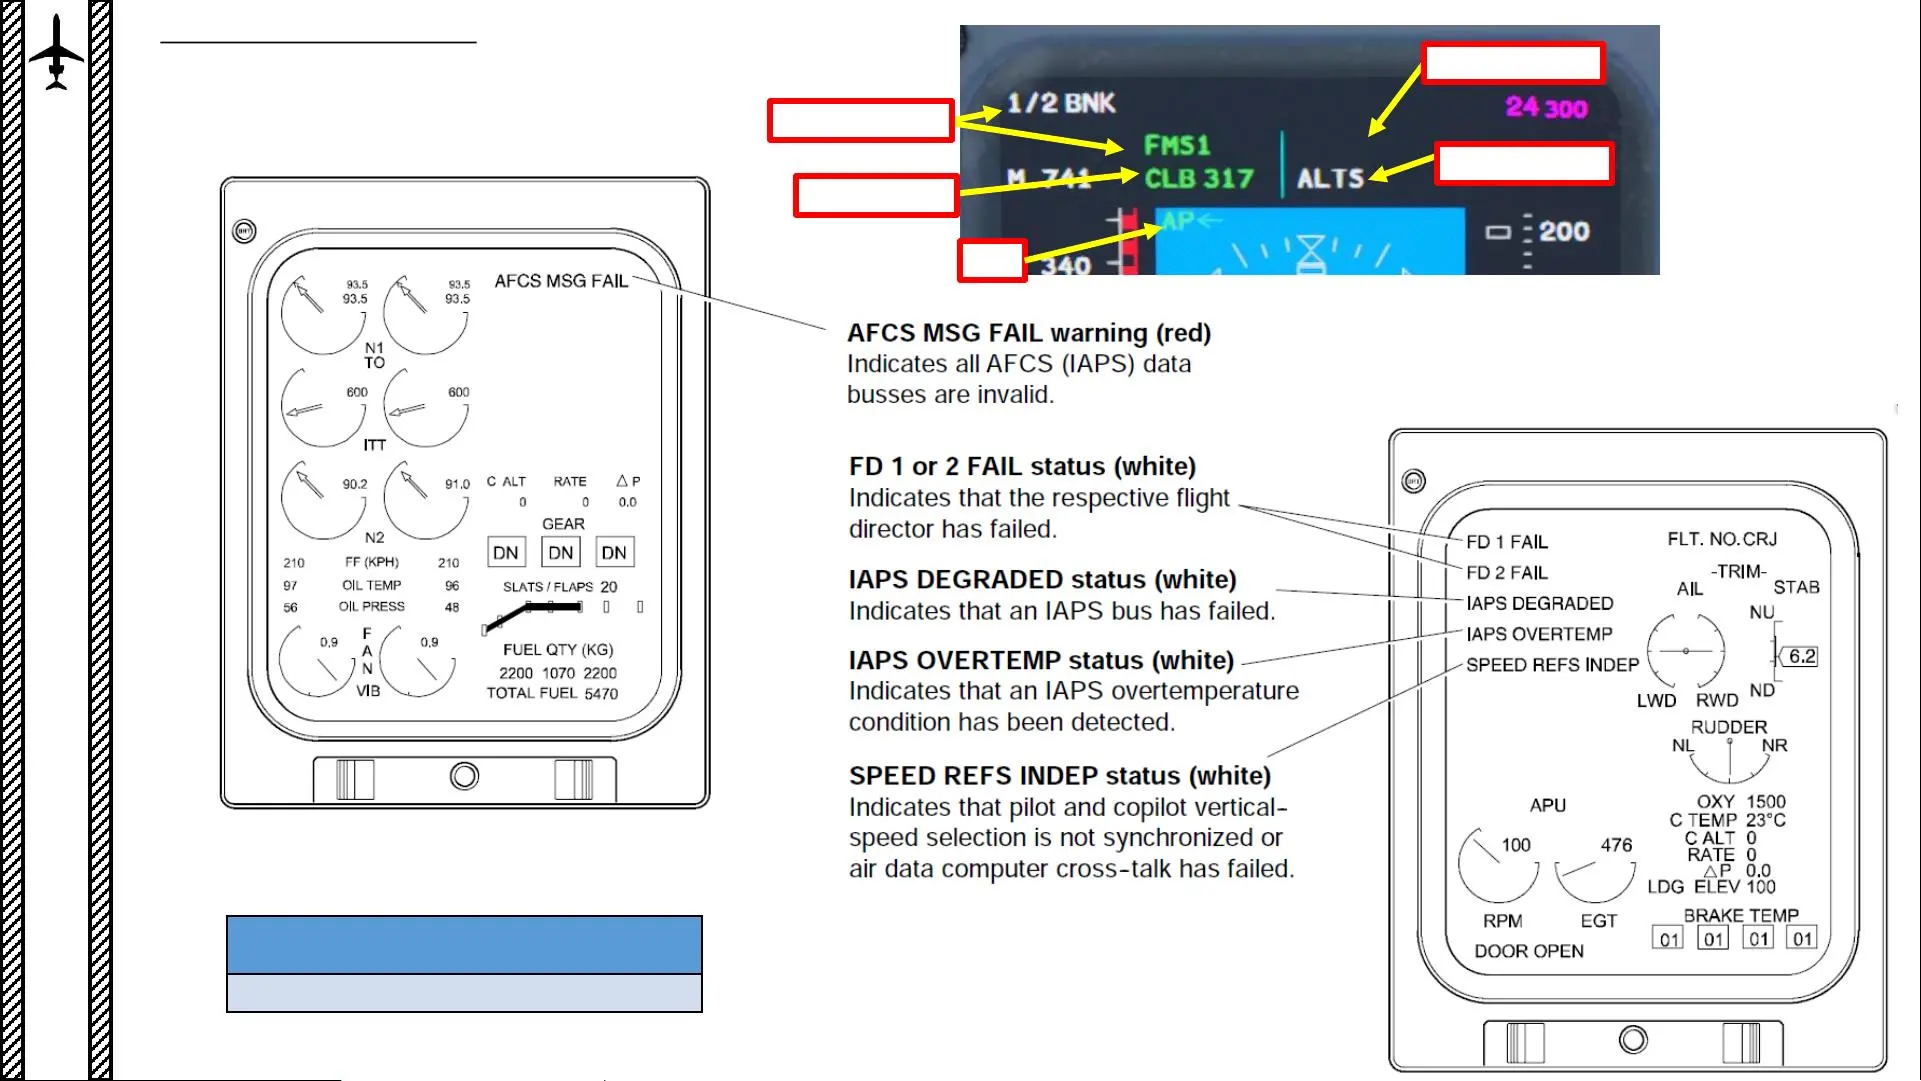 1/2 BNK
24 300
FMS1
M .741
CLB 317
ALTS
AP←
340
200
BRT
AFCS MSG FAIL
93.5
93.5
93.5
93.5
N1
TO
600
600
ITT
90.2
91.0
N2
C ALT RATE △ P
0 0 0.0
GEAR
DN DN DN
210 FF (KPH) 210
97 OIL TEMP 96
56 OIL PRESS 48
SLATS / FLAPS 20
0.9
0.9
F
A
N
VIB
FUEL QTY (KG)
2200 1070 2200
TOTAL FUEL 5470
AFCS MSG FAIL warning (red)
Indicates all AFCS (IAPS) data
busses are invalid.
FD 1 or 2 FAIL status (white)
Indicates that the respective flight
director has failed.
IAPS DEGRADED status (white)
Indicates that an IAPS bus has failed.
IAPS OVERTEMP status (white)
Indicates that an IAPS overtemperature
condition has been detected.
SPEED REFS INDEP status (white)
Indicates that pilot and copilot vertical-
speed selection is not synchronized or
air data computer cross-talk has failed.
BRT
FD 1 FAIL
FD 2 FAIL
IAPS DEGRADED
IAPS OVERTEMP
SPEED REFS INDEP
FLT. NO. CRJ
-TRIM-
AIL
STAB
NU
6.2
ND
LWD RWD
RUDDER
NL NR
APU
100
476
RPM EGT
DOOR OPEN
OXY 1500
C TEMP 23°C
C ALT 0
RATE 0
△P 0.0
LDG ELEV 100
BRAKE TEMP
01 01 01 01